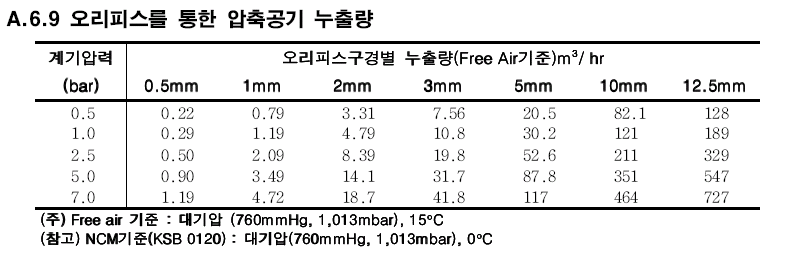 A.6.9 오리피스를 통한 압축공기 누출량
계기압력 오리피스구경별 누출량(Free Air기준)m³/ hr
(bar) 0.5mm 1mm 2mm 3mm 5mm 10mm 12.5mm
0.5 0.22 0.79 3.31 7.56 20.5 82.1 128
1.0 0.29 1.19 4.79 10.8 30.2 121 189
2.5 0.50 2.09 8.39 19.8 52.6 211 329
5.0 0.90 3.49 14.1 31.7 87.8 351 547
7.0 1.19 4.72 18.7 41.8 117 464 727
(주) Free air 기준 : 대기압 (760mmHg, 1,013mbar), 15°C
(참고) NCM기준(KSB 0120) : 대기압(760mmHg, 1,013mbar), 0°C